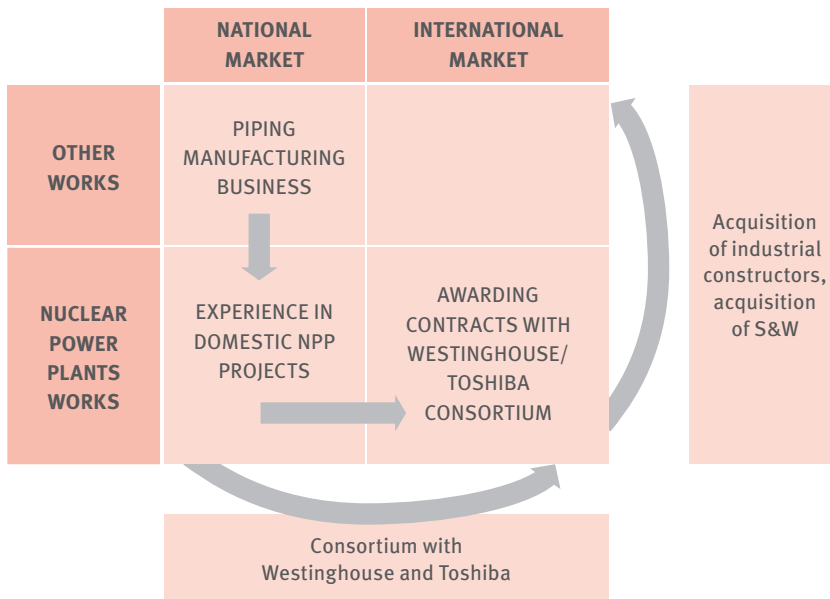 NATIONAL
MARKET
INTERNATIONAL
MARKET
OTHER
WORKS
PIPING
MANUFACTURING
BUSINESS
NUCLEAR
POWER
PLANTS
WORKS
EXPERIENCE IN
DOMESTIC NPP
PROJECTS
AWARDING
CONTRACTS WITH
WESTINGHOUSE/
TOSHIBA
CONSORTIUM
Acquisition
of industrial
constructors,
acquisition
of S&W
Consortium with
Westinghouse and Toshiba